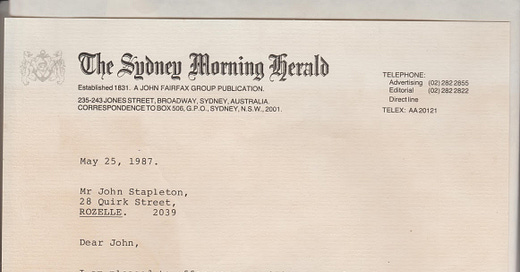 The Sydney Morning Herald
Established 1831. A JOHN FAIRFAX GROUP PUBLICATION.
235-243 JONES STREET, BROADWAY, SYDNEY, AUSTRALIA.
CORRESPONDENCE TO BOX 506, G.P.O., SYDNEY, N.S.W., 2001.
TELEPHONE:
Advertising (02) 282 2855
Editorial (02) 282 2822
Direct line
TELEX: AA 20121
May 25, 1987.
Mr John Stapleton,
28 Quirk Street,
ROZELLE. 2039
Dear John,